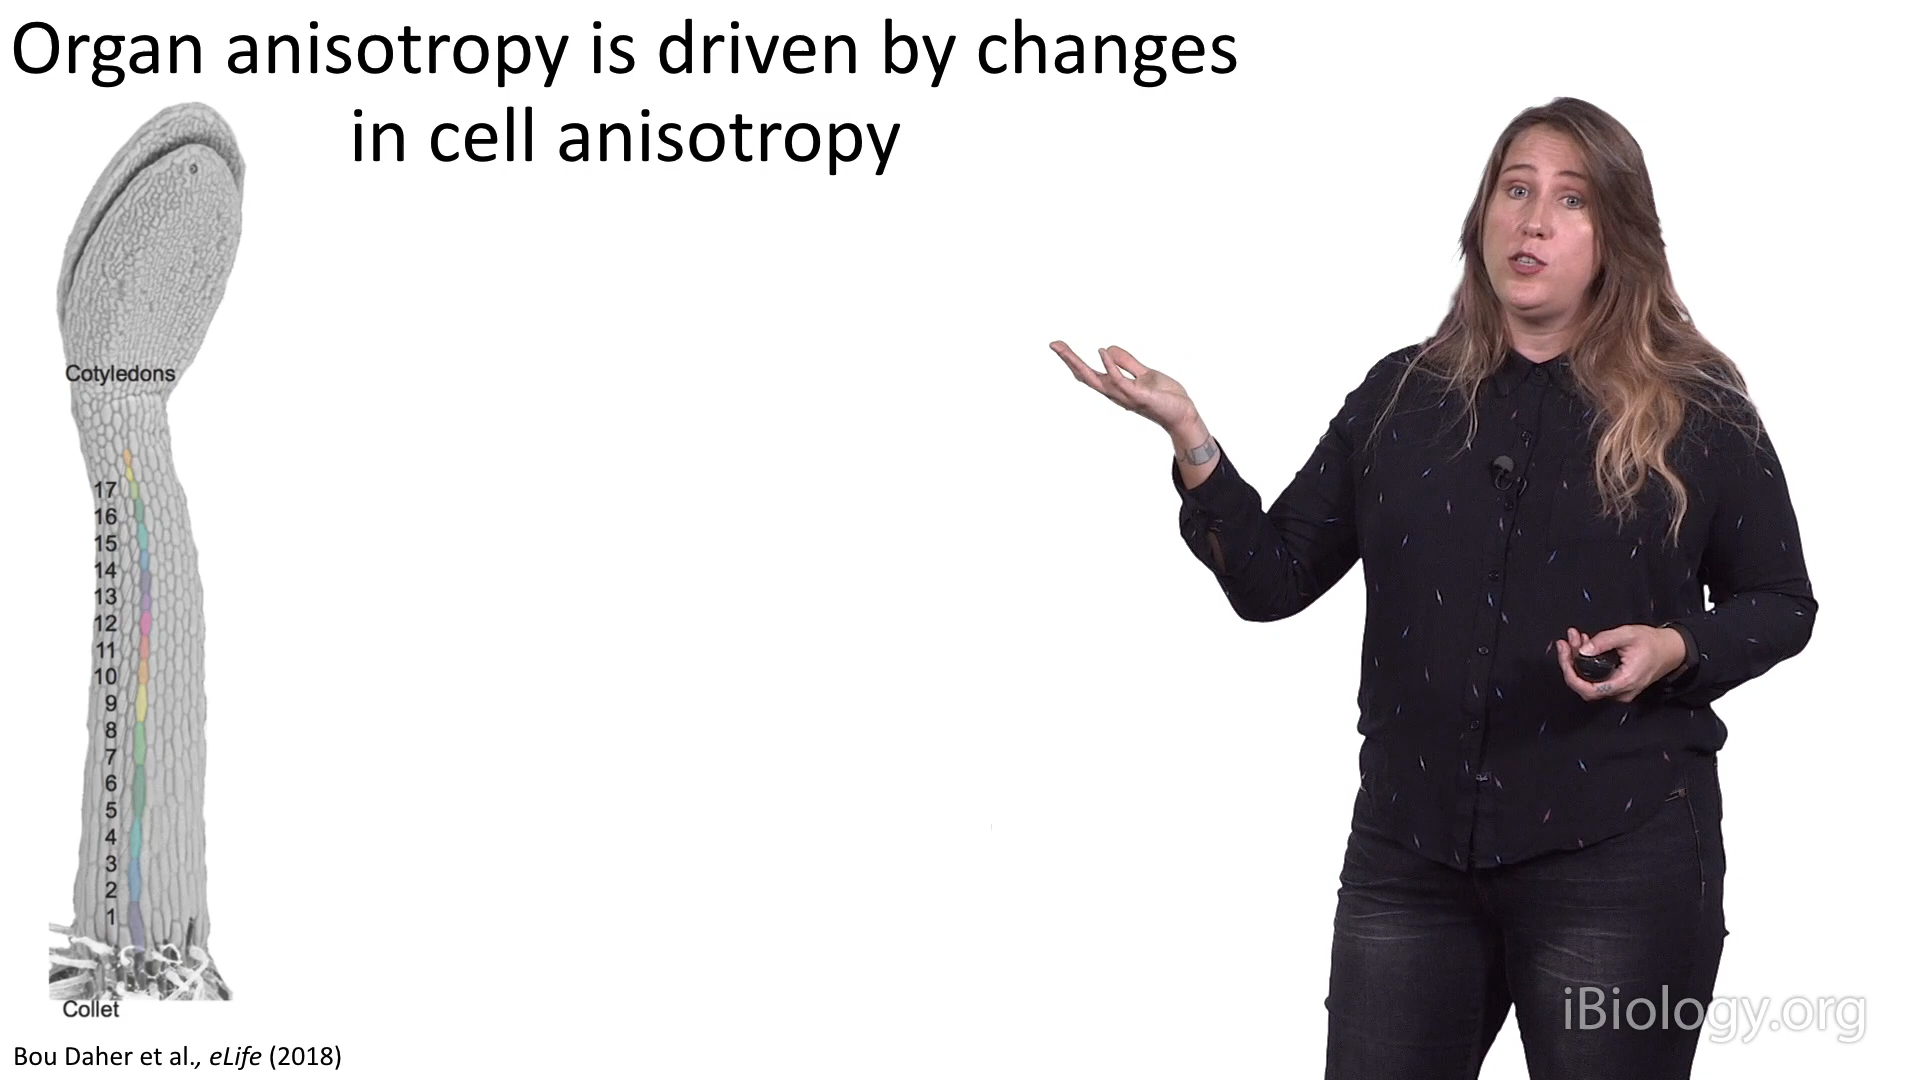 Organ anisotropy is driven by changes
in cell anisotropy
Cotyledons
17
16
15
14
13
12
11
10
9
8
7
6
5
4
3
2
1
Collet
Bou Daher et al., eLife (2018)
iBiology.org